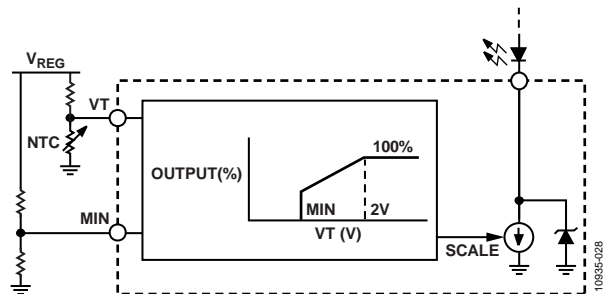 VREG
VT
NTC
OUTPUT(%)
100%
MIN
2V
VT (V)
MIN
SCALE
10935-028